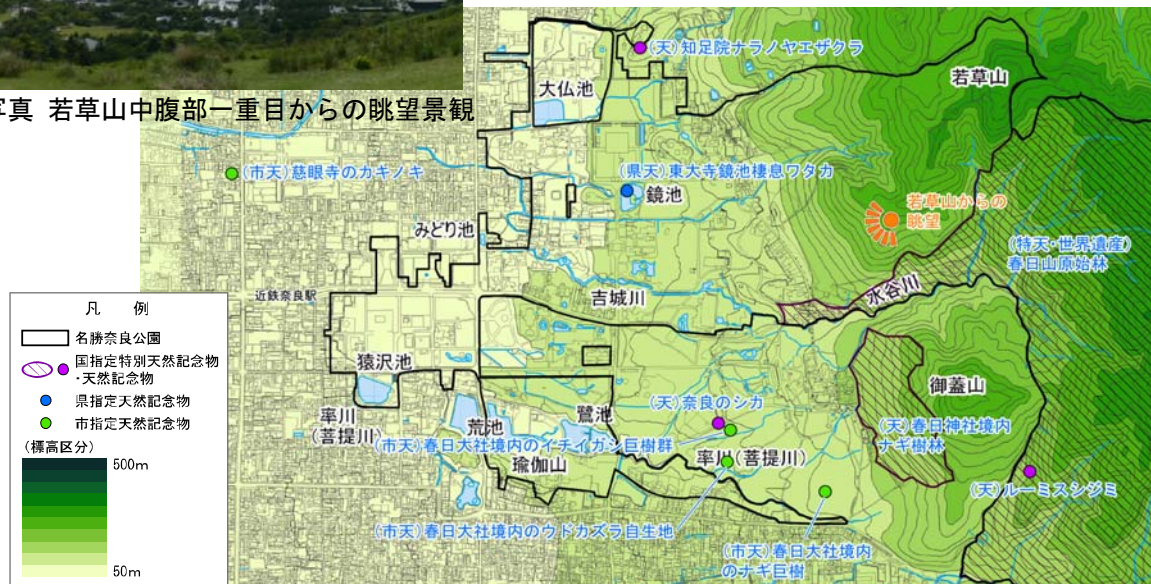 写真 若草山中腹部一重目からの眺望景観
(天)知足院ナラノヤエザクラ
大仏池
若草山
(市天)慈眼寺のカキノキ
(県天)東大寺鏡池棲息ワタカ
鏡池
若草山からの
眺望
みどり池
(特天・世界遺産)
春日山原始林
近鉄奈良駅
吉城川
水谷川
猿沢池
御蓋山
(天)奈良のシカ
率川
(菩提川)
荒池
鷺池
(天)春日神社境内
ナギ樹林
(市天)春日大社境内のイチイガシ巨樹群
率川(菩提川)
瑜伽山
(天)ルーミスシジミ
(市天)春日大社境内のウドカズラ自生地
(市天)春日大社境内
のナギ巨樹
凡 例
名勝奈良公園
国指定特別天然記念物
・天然記念物
県指定天然記念物
市指定天然記念物
(標高区分)
500m
50m